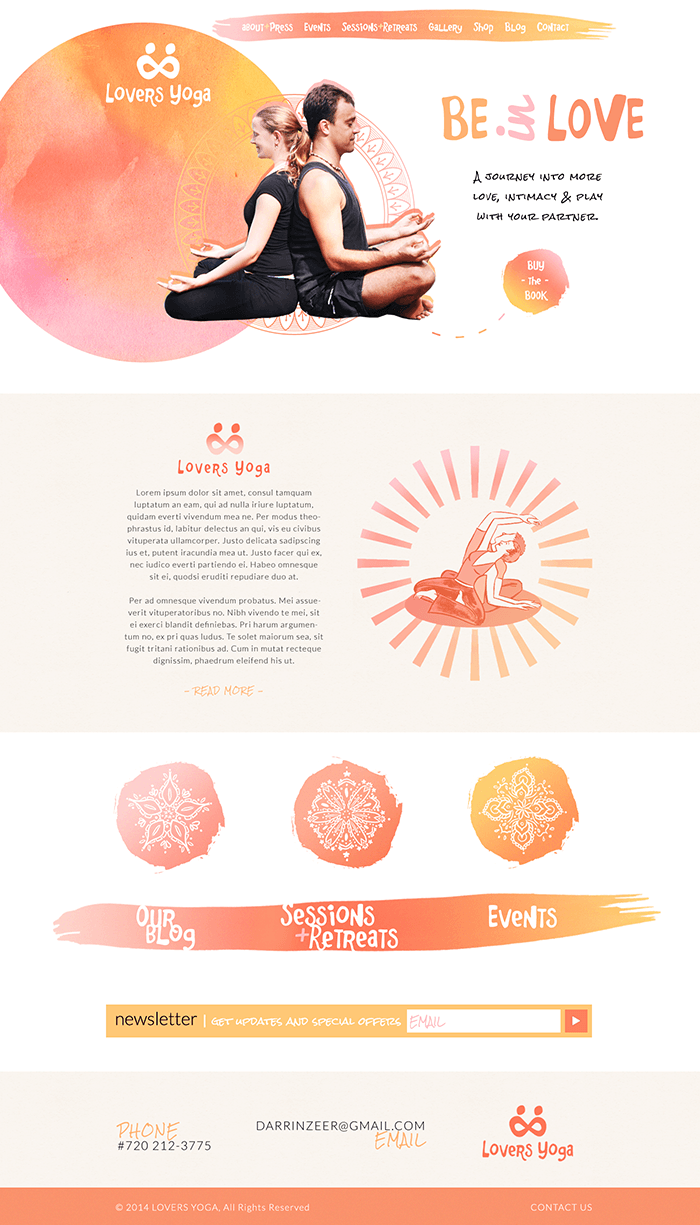 about+Press Events Sessions+Retreats Gallery Shop Blog Contact
Lovers Yoga
BE in LOVE
A journey into more
love, intimacy & play
with your partner.
BUY
- the -
BOOK
Lovers Yoga
Lorem ipsum dolor sit amet, consul tamquam
luptatum an eam, qui ad nulla iriure luptatum,
quidam everti vivendum mea ne. Per modus theo-
phrastus id, labitur delectus an qui, vis eu civibus
vituperata ullamcorper. Justo delicata sadipscing
ius et, putent iracundia mea ut. Justo facer qui ex,
nec iudico everti partiendo ei. Habeo omnesque
sit ei, quodsi eruditi repudiare duo at.
Per ad omnesque vivendum probatus. Mei assue-
verit vituperatoribus no. Nibh vivendo te mei, sit
ei exerci blandit definiebas. Pri harum argumen-
tum no, ex pri quas ludus. Te solet maiorum sea, sit
fugit tritani rationibus ad. Cum in mutat recteque
dignissim, phaedrum eleifend his ut.
- READ MORE -
Our
Blog
Sessions
+Retreats
Events
newsletter | get updates and special offers EMAIL
PHONE
#720 212-3775
DARRINZEER@GMAIL.COM
EMAIL
Lovers Yoga
© 2014 LOVERS YOGA, All Rights Reserved
CONTACT US